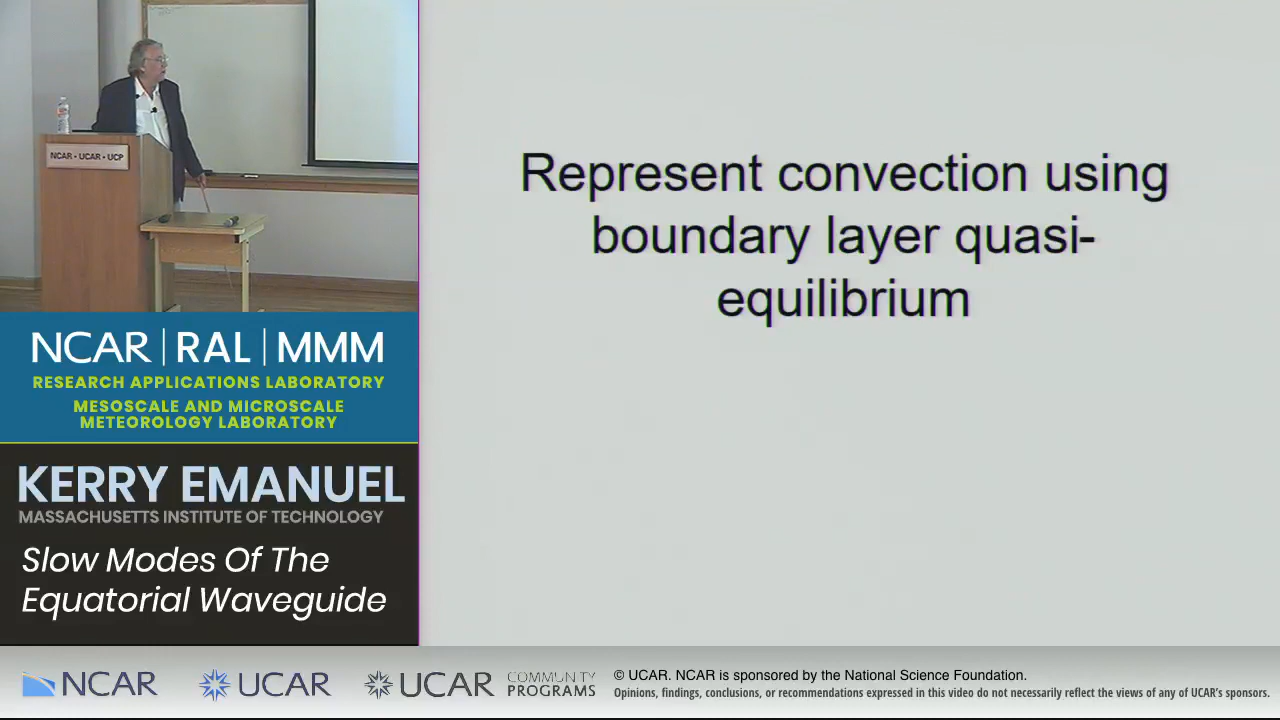 NCAR • UCAR • UCP
Represent convection using
boundary layer quasi-
equilibrium
NCAR | RAL | MMM
RESEARCH APPLICATIONS LABORATORY
MESOSCALE AND MICROSCALE
METEOROLOGY LABORATORY
KERRY EMANUEL
MASSACHUSETTS INSTITUTE OF TECHNOLOGY
Slow Modes Of The
Equatorial Waveguide
NCAR
UCAR
UCAR
COMMUNITY
PROGRAMS
© UCAR. NCAR is sponsored by the National Science Foundation.
Opinions, findings, conclusions, or recommendations expressed in this video do not necessarily reflect the views of any of UCAR's sponsors.